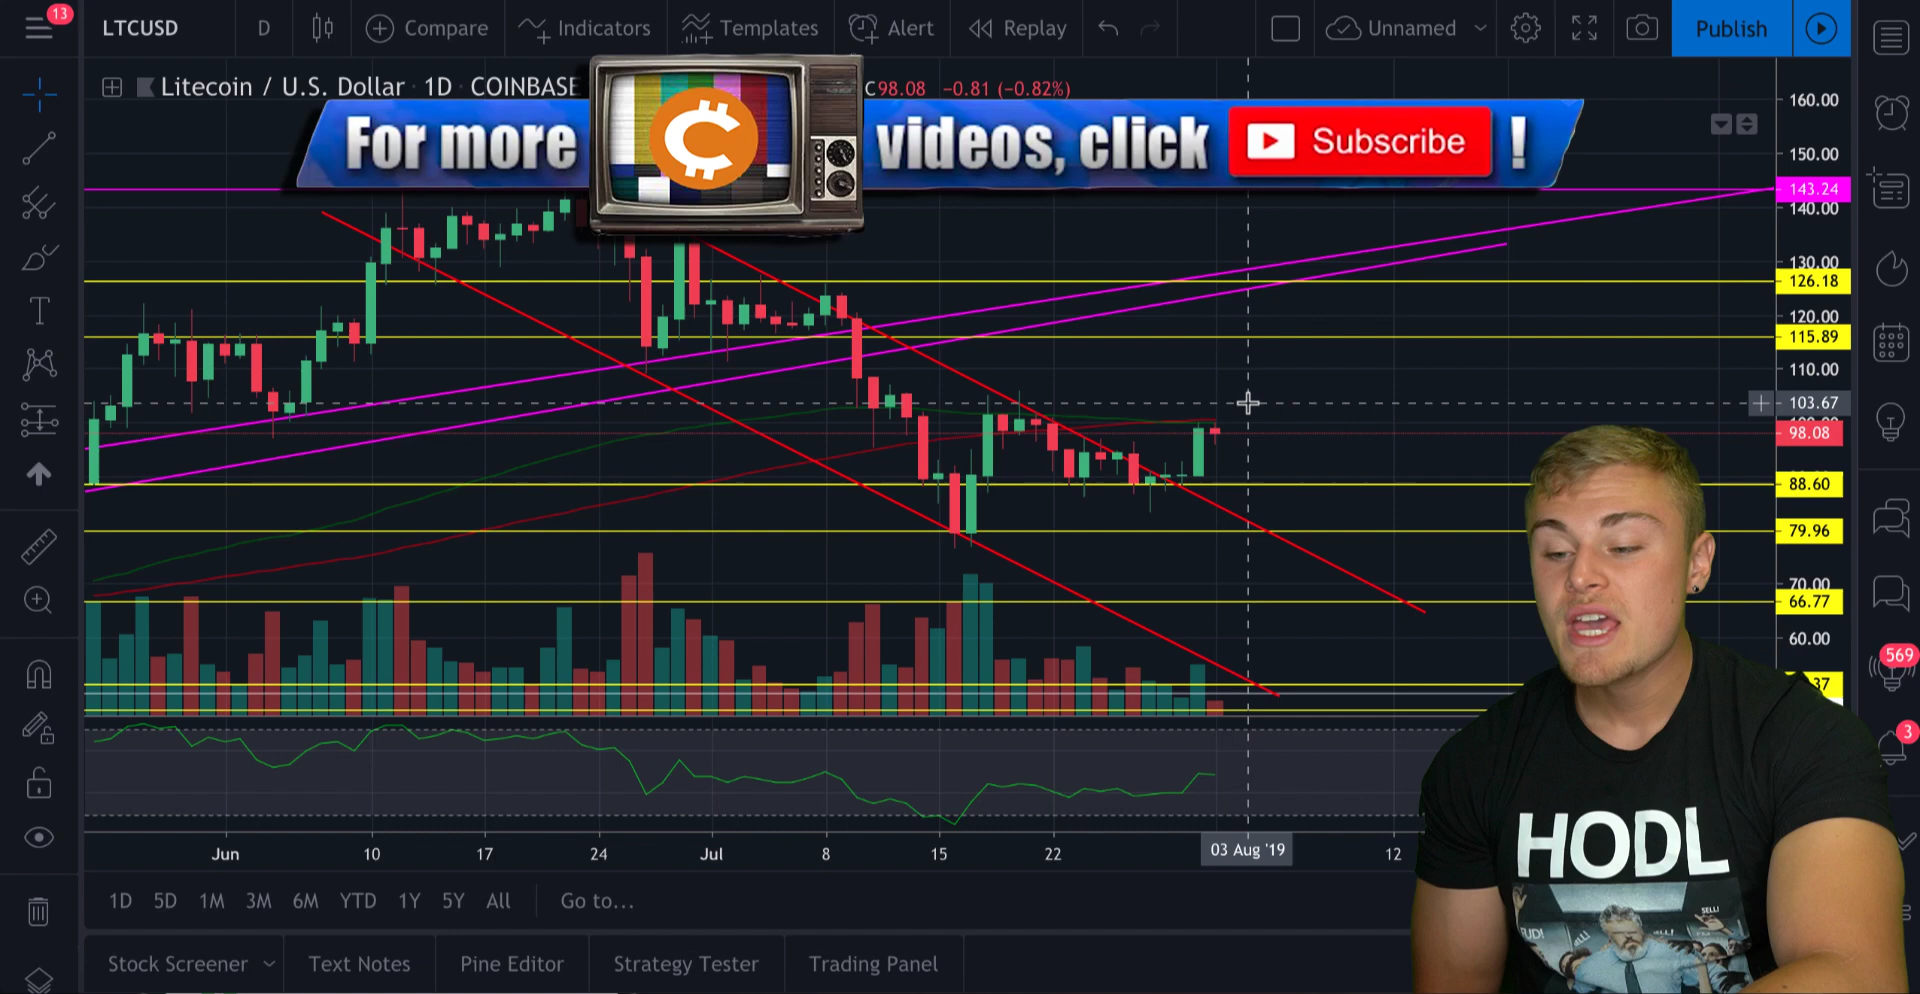 13
LTCUSD D Compare Indicators Templates Alert Replay Unnamed Publish
Litecoin / U.S. Dollar · 1D · COINBASE C98.08 −0.81 (−0.82%)
For more videos, click Subscribe !
160.00
150.00
143.24
140.00
130.00
126.18
120.00
115.89
110.00
103.67
98.08
88.60
79.96
70.00
66.77
60.00
569
37
3
Jun 10 17 24 Jul 8 15 22 03 Aug '19 12
1D 5D 1M 3M 6M YTD 1Y 5Y All Go to...
HODL
SELL!
Stock Screener Text Notes Pine Editor Strategy Tester Trading Panel